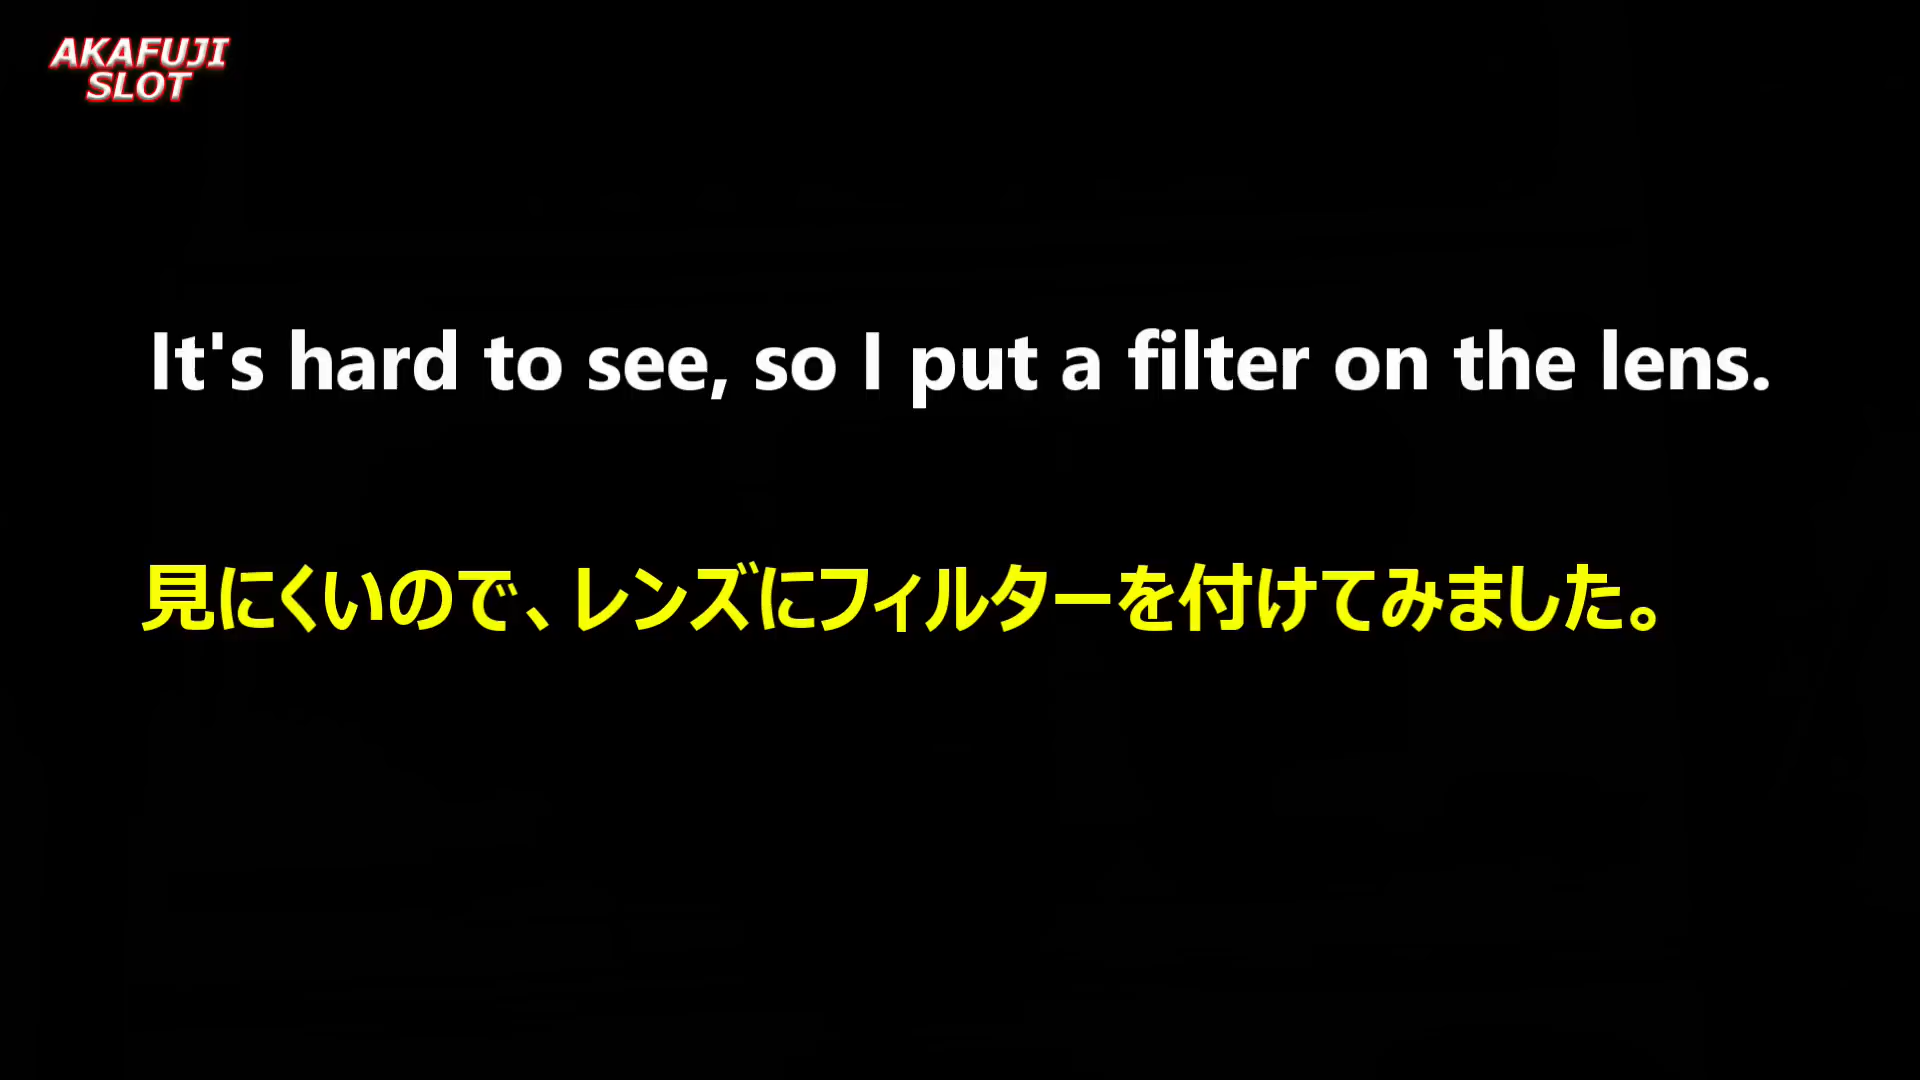 AKAFUJI
SLOT
It's hard to see, so I put a filter on the lens.
見にくいので、レンズにフィルターを付けてみました。